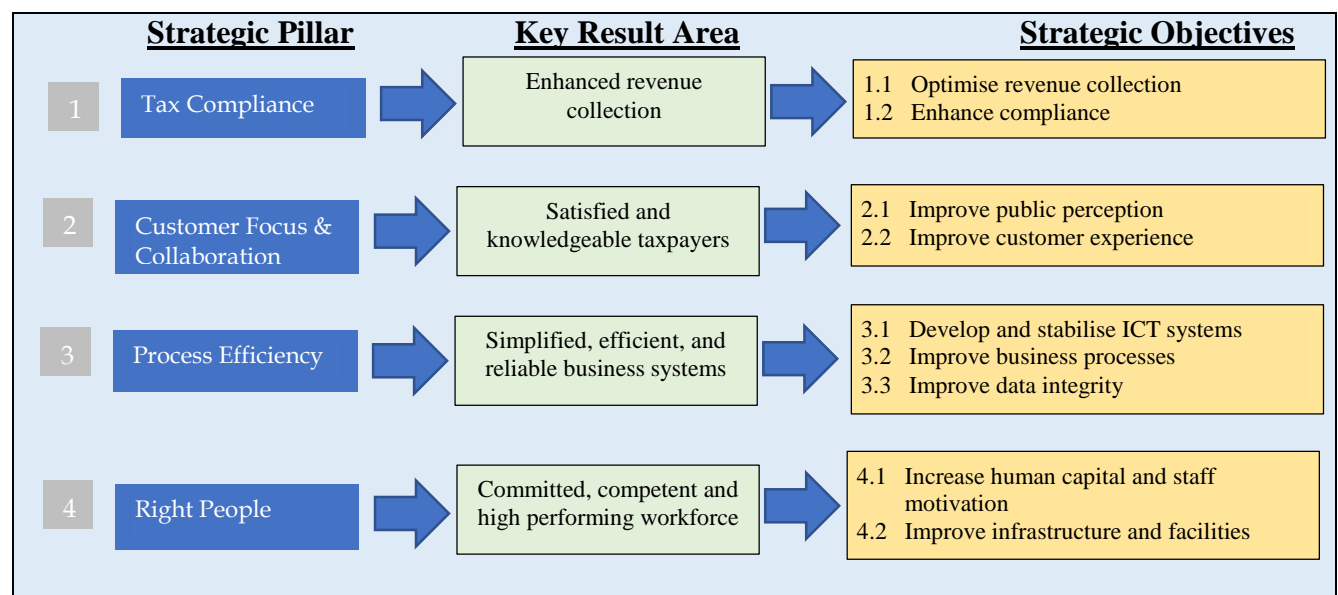 Strategic Pillar Key Result Area Strategic Objectives
1
Tax Compliance
Enhanced revenue
collection
1.1 Optimise revenue collection
1.2 Enhance compliance
2
Customer Focus &
Collaboration
Satisfied and
knowledgeable taxpayers
2.1 Improve public perception
2.2 Improve customer experience
3
Process Efficiency
Simplified, efficient, and
reliable business systems
3.1 Develop and stabilise ICT systems
3.2 Improve business processes
3.3 Improve data integrity
4
Right People
Committed, competent and
high performing workforce
4.1 Increase human capital and staff
motivation
4.2 Improve infrastructure and facilities